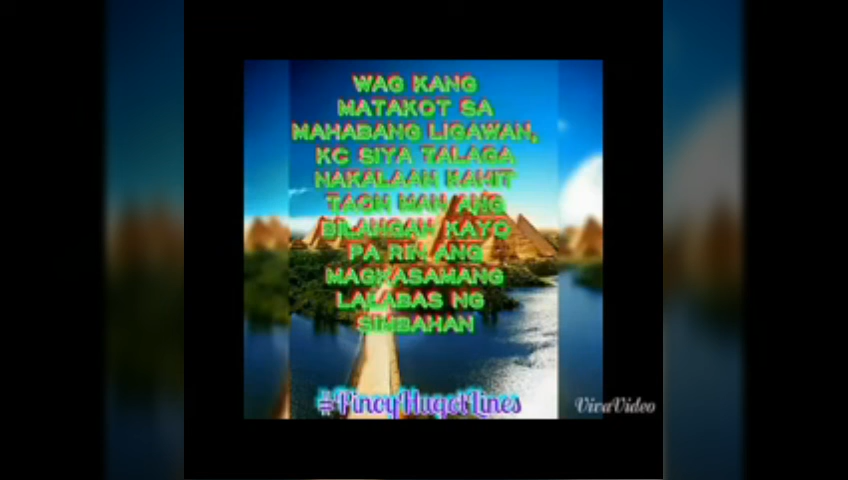 WAG KANG
MATAKOT SA
MAHABANG LIGAWAN,
KC SIYA TALAGA
NAKALAAN KAHIT
TAON MAN ANG
BILANGAN KAYO
PA RIN ANG
MAGKASAMANG
LALABAS NG
SIMBAHAN
#PinoyHugotLines
VivaVideo